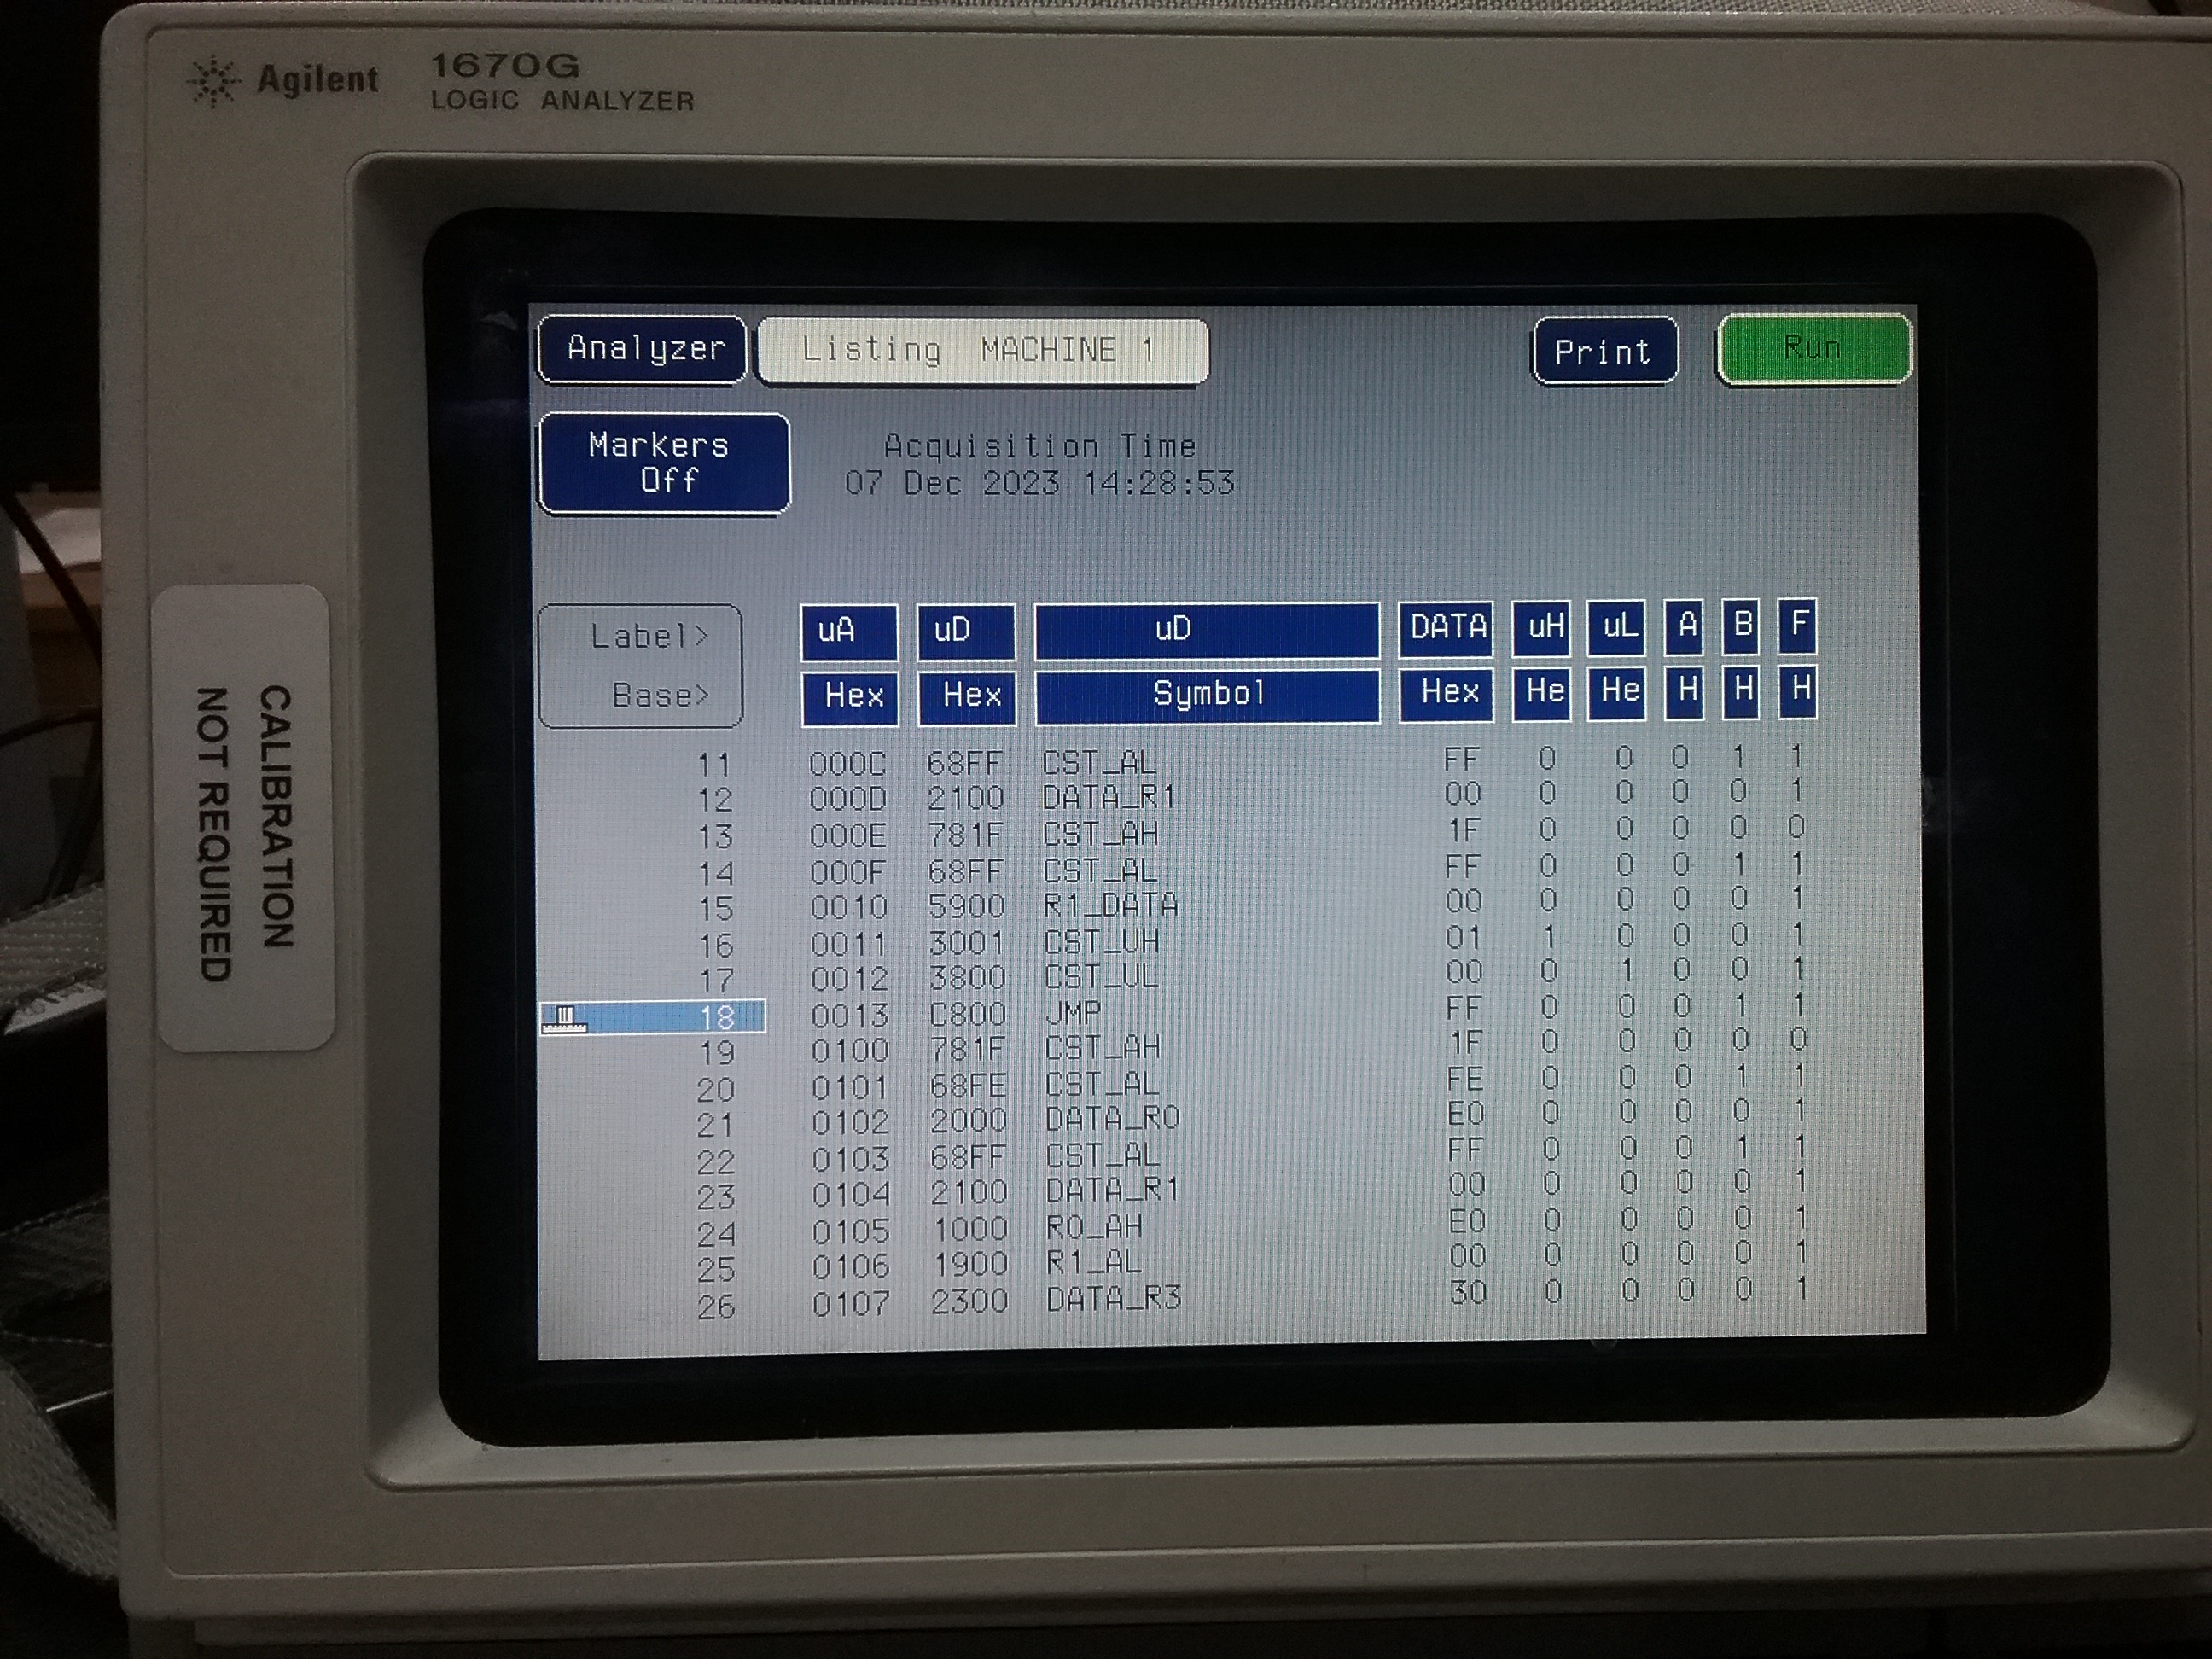 Agilent 1670G
LOGIC ANALYZER
Analyzer Listing MACHINE 1 Print Run
Markers Off
Acquisition Time
07 Dec 2023 14:28:53
Label> uA uD uD DATA uH uL A B F
Base> Hex Hex Symbol Hex He He H H H
11 000C 68FF CST_AL FF 0 0 0 1 1
12 000D 2100 DATA_R1 00 0 0 0 0 1
13 000E 781F CST_AH 1F 0 0 0 0 0
14 000F 68FF CST_AL FF 0 0 0 1 1
15 0010 5900 R1_DATA 00 0 0 0 0 1
16 0011 3001 CST_UH 01 1 0 0 0 1
17 0012 3800 CST_UL 00 0 1 0 0 1
18 0013 C800 JMP FF 0 0 0 1 1
19 0100 781F CST_AH 1F 0 0 0 0 0
20 0101 68FE CST_AL FE 0 0 0 1 1
21 0102 2000 DATA_R0 E0 0 0 0 0 1
22 0103 68FF CST_AL FF 0 0 0 1 1
23 0104 2100 DATA_R1 00 0 0 0 0 1
24 0105 1000 R0_AH E0 0 0 0 0 1
25 0106 1900 R1_AL 00 0 0 0 0 1
26 0107 2300 DATA_R3 30 0 0 0 0 1
CALIBRATION
NOT REQUIRED